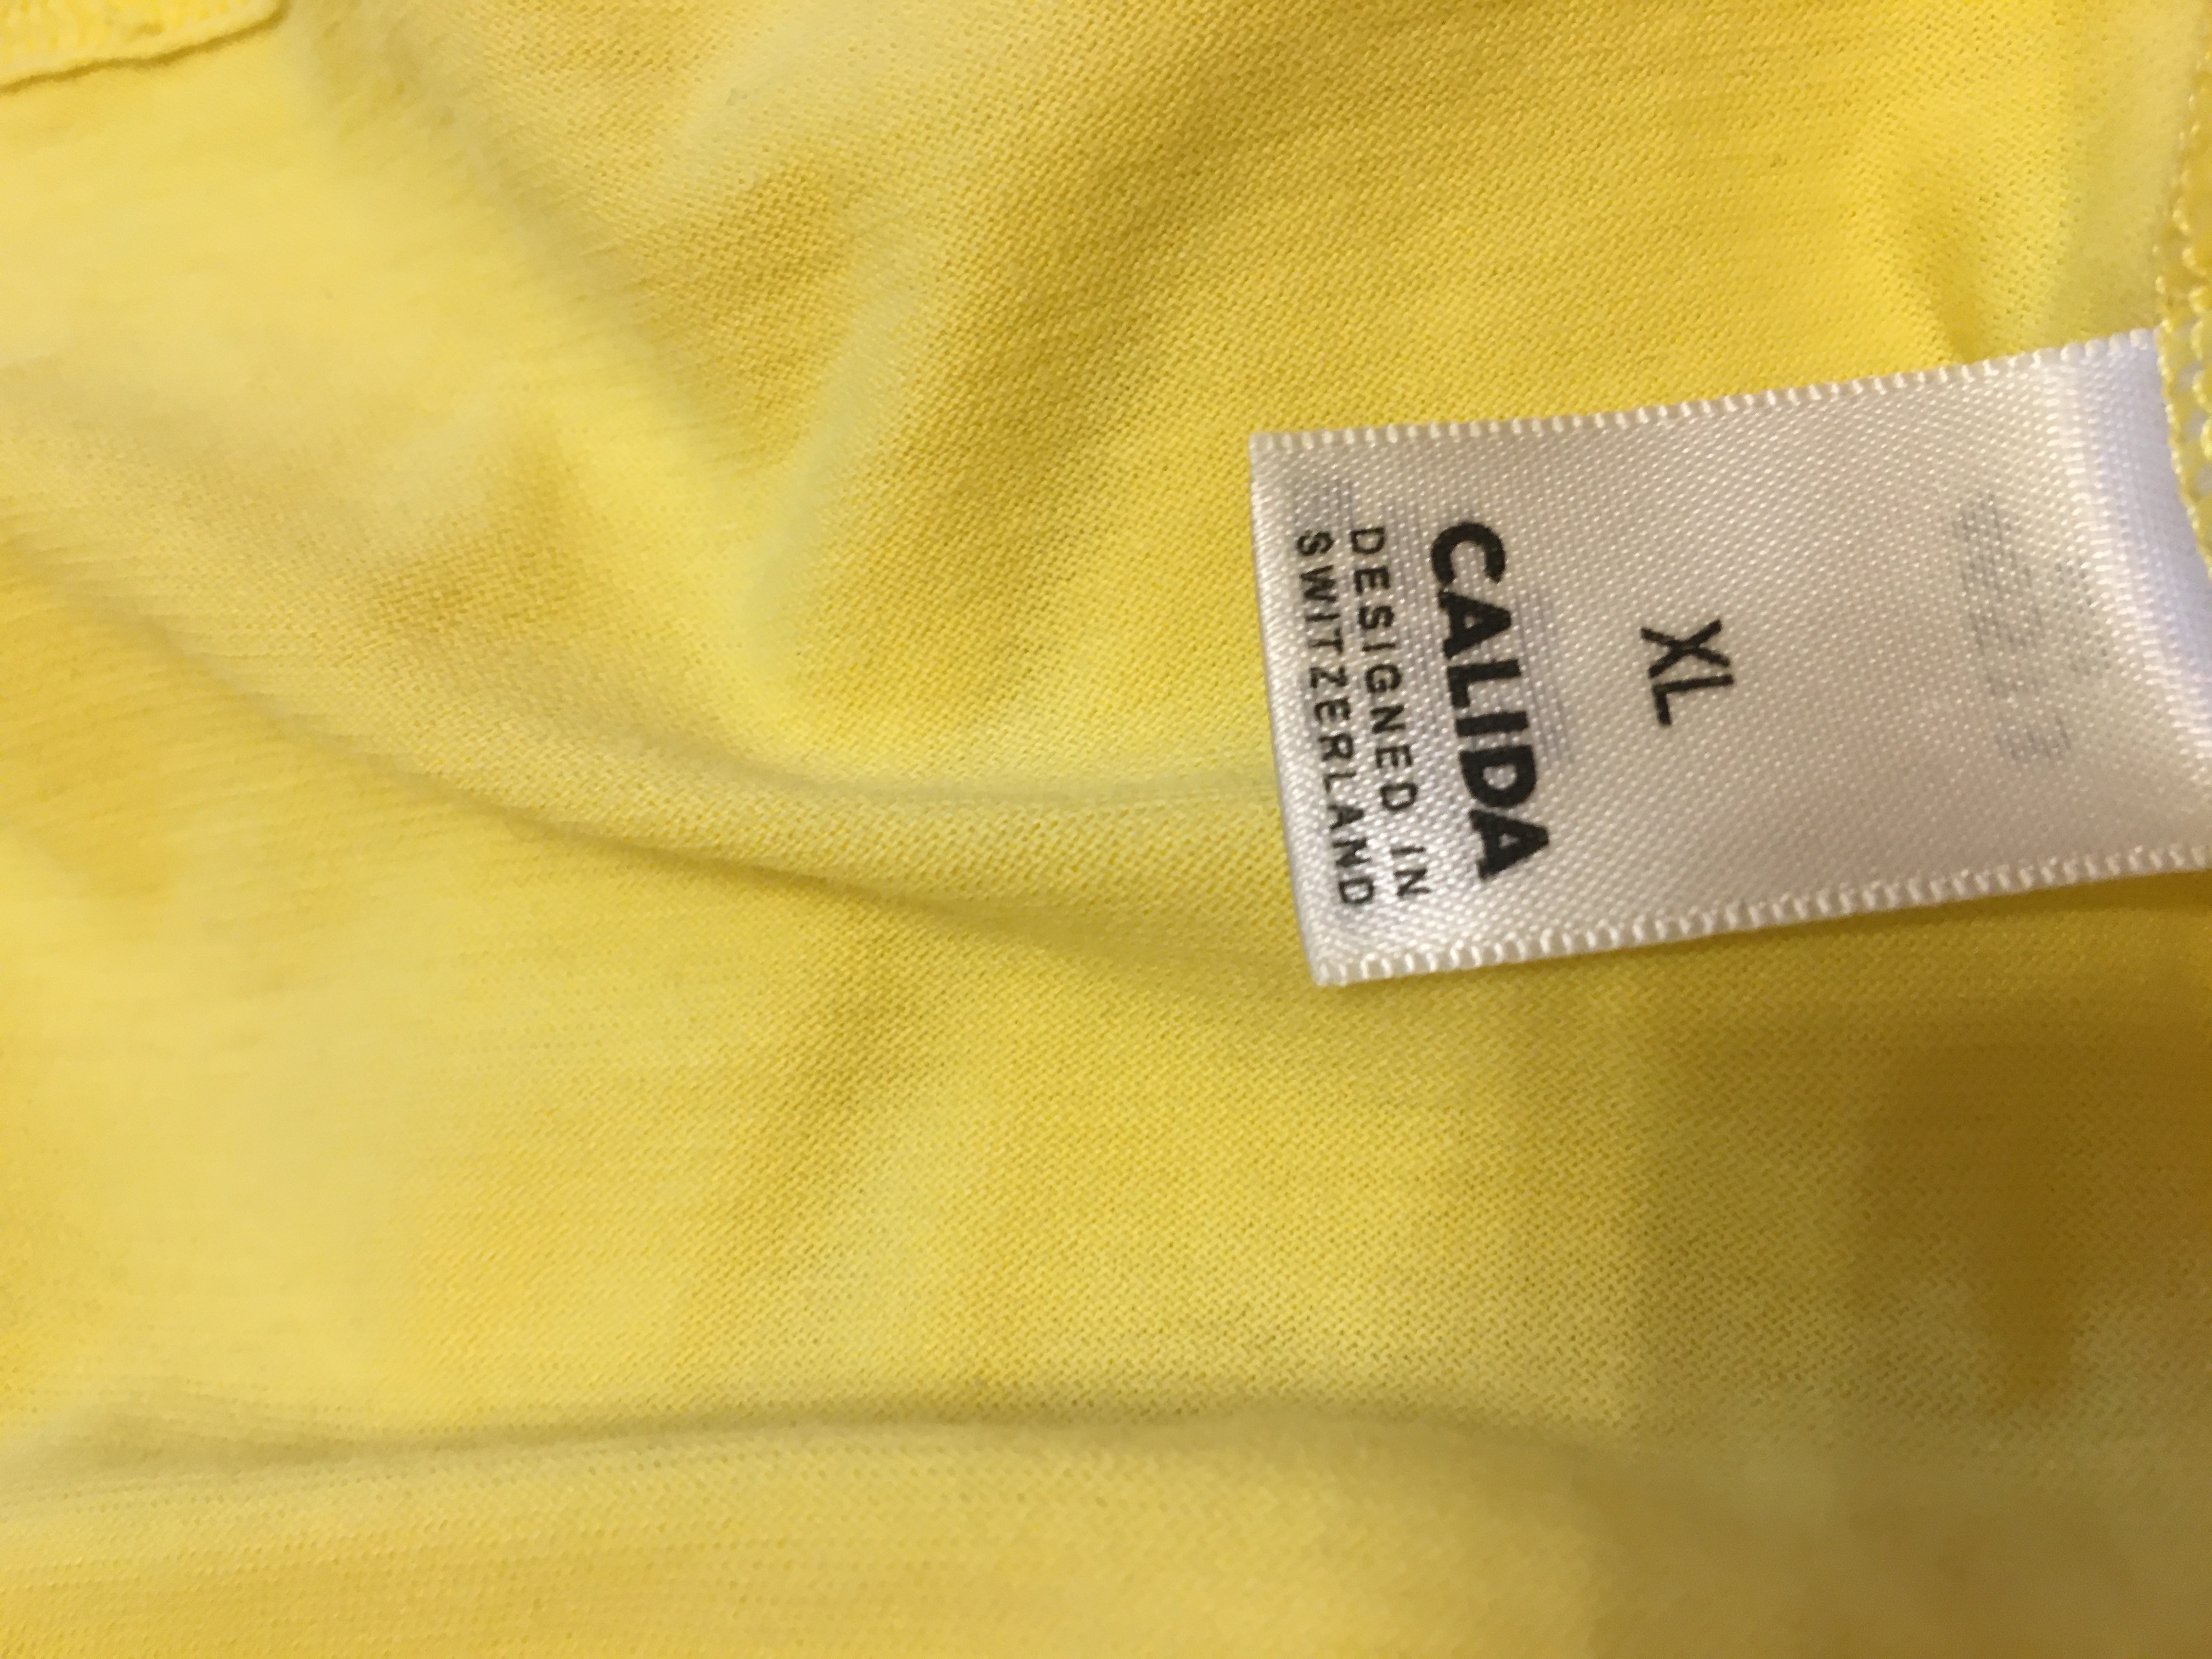 XL
CALIDA
DESIGNED IN
SWITZERLAND